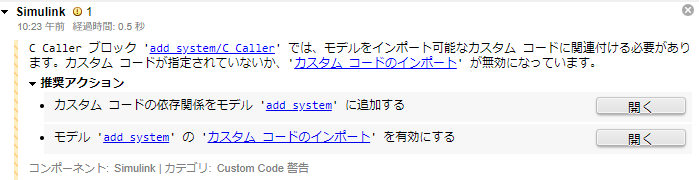 Simulink 1
10:23 午前 経過時間: 0.5 秒
C Caller ブロック 'add_system/C Caller' では、モデルをインポート可能なカスタム コードに関連付ける必要があり
ます。カスタム コードが指定されていないか、'カスタム コードのインポート' が無効になっています。
推奨アクション
• カスタム コードの依存関係をモデル 'add_system' に追加する 開く
• モデル 'add_system' の 'カスタム コードのインポート' を有効にする 開く
コンポーネント: Simulink | カテゴリ: Custom Code 警告